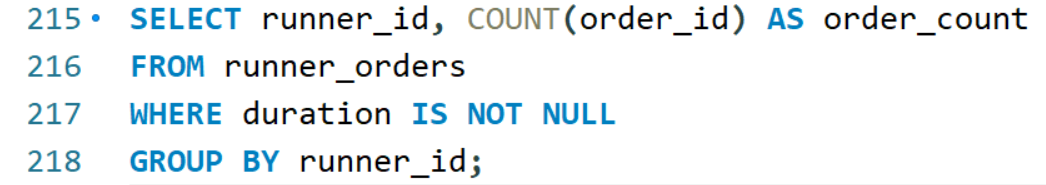 215 SELECT runner_id, COUNT(order_id) AS order_count
216 FROM runner_orders
217 WHERE duration IS NOT NULL
218 GROUP BY runner_id;